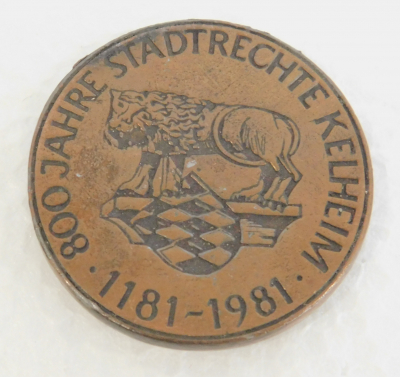 800 JAHRE STADTRECHTE KELHEIM
· 1181-1981 ·